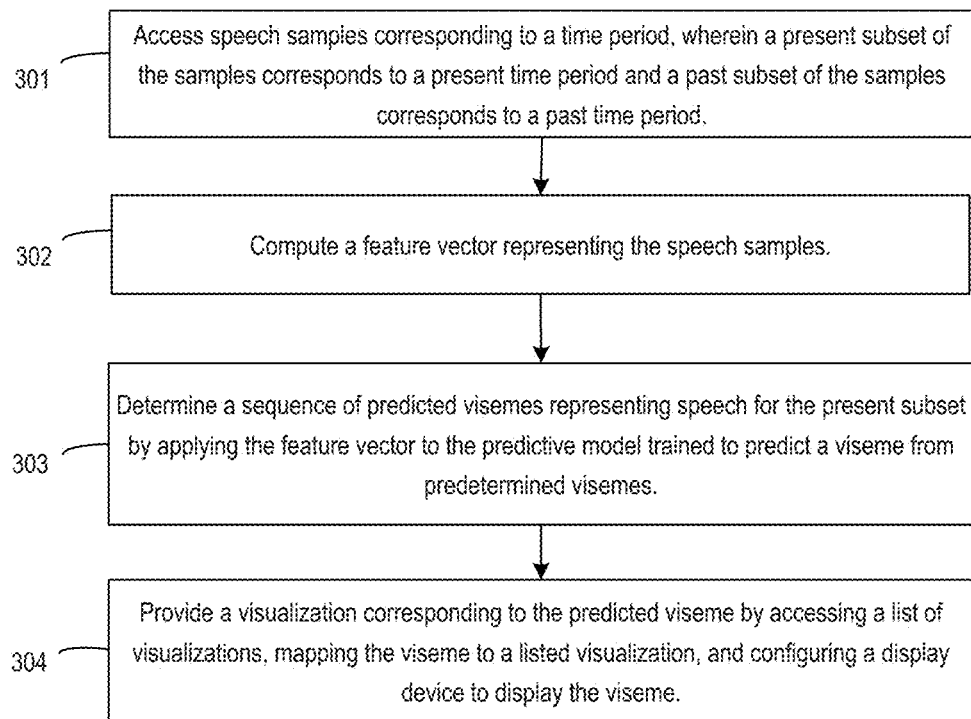 301
Access speech samples corresponding to a time period, wherein a present subset of
the samples corresponds to a present time period and a past subset of the samples
corresponds to a past time period.
302
Compute a feature vector representing the speech samples.
303
Determine a sequence of predicted visemes representing speech for the present subset
by applying the feature vector to the predictive model trained to predict a viseme from
predetermined visemes.
304
Provide a visualization corresponding to the predicted viseme by accessing a list of
visualizations, mapping the viseme to a listed visualization, and configuring a display
device to display the viseme.